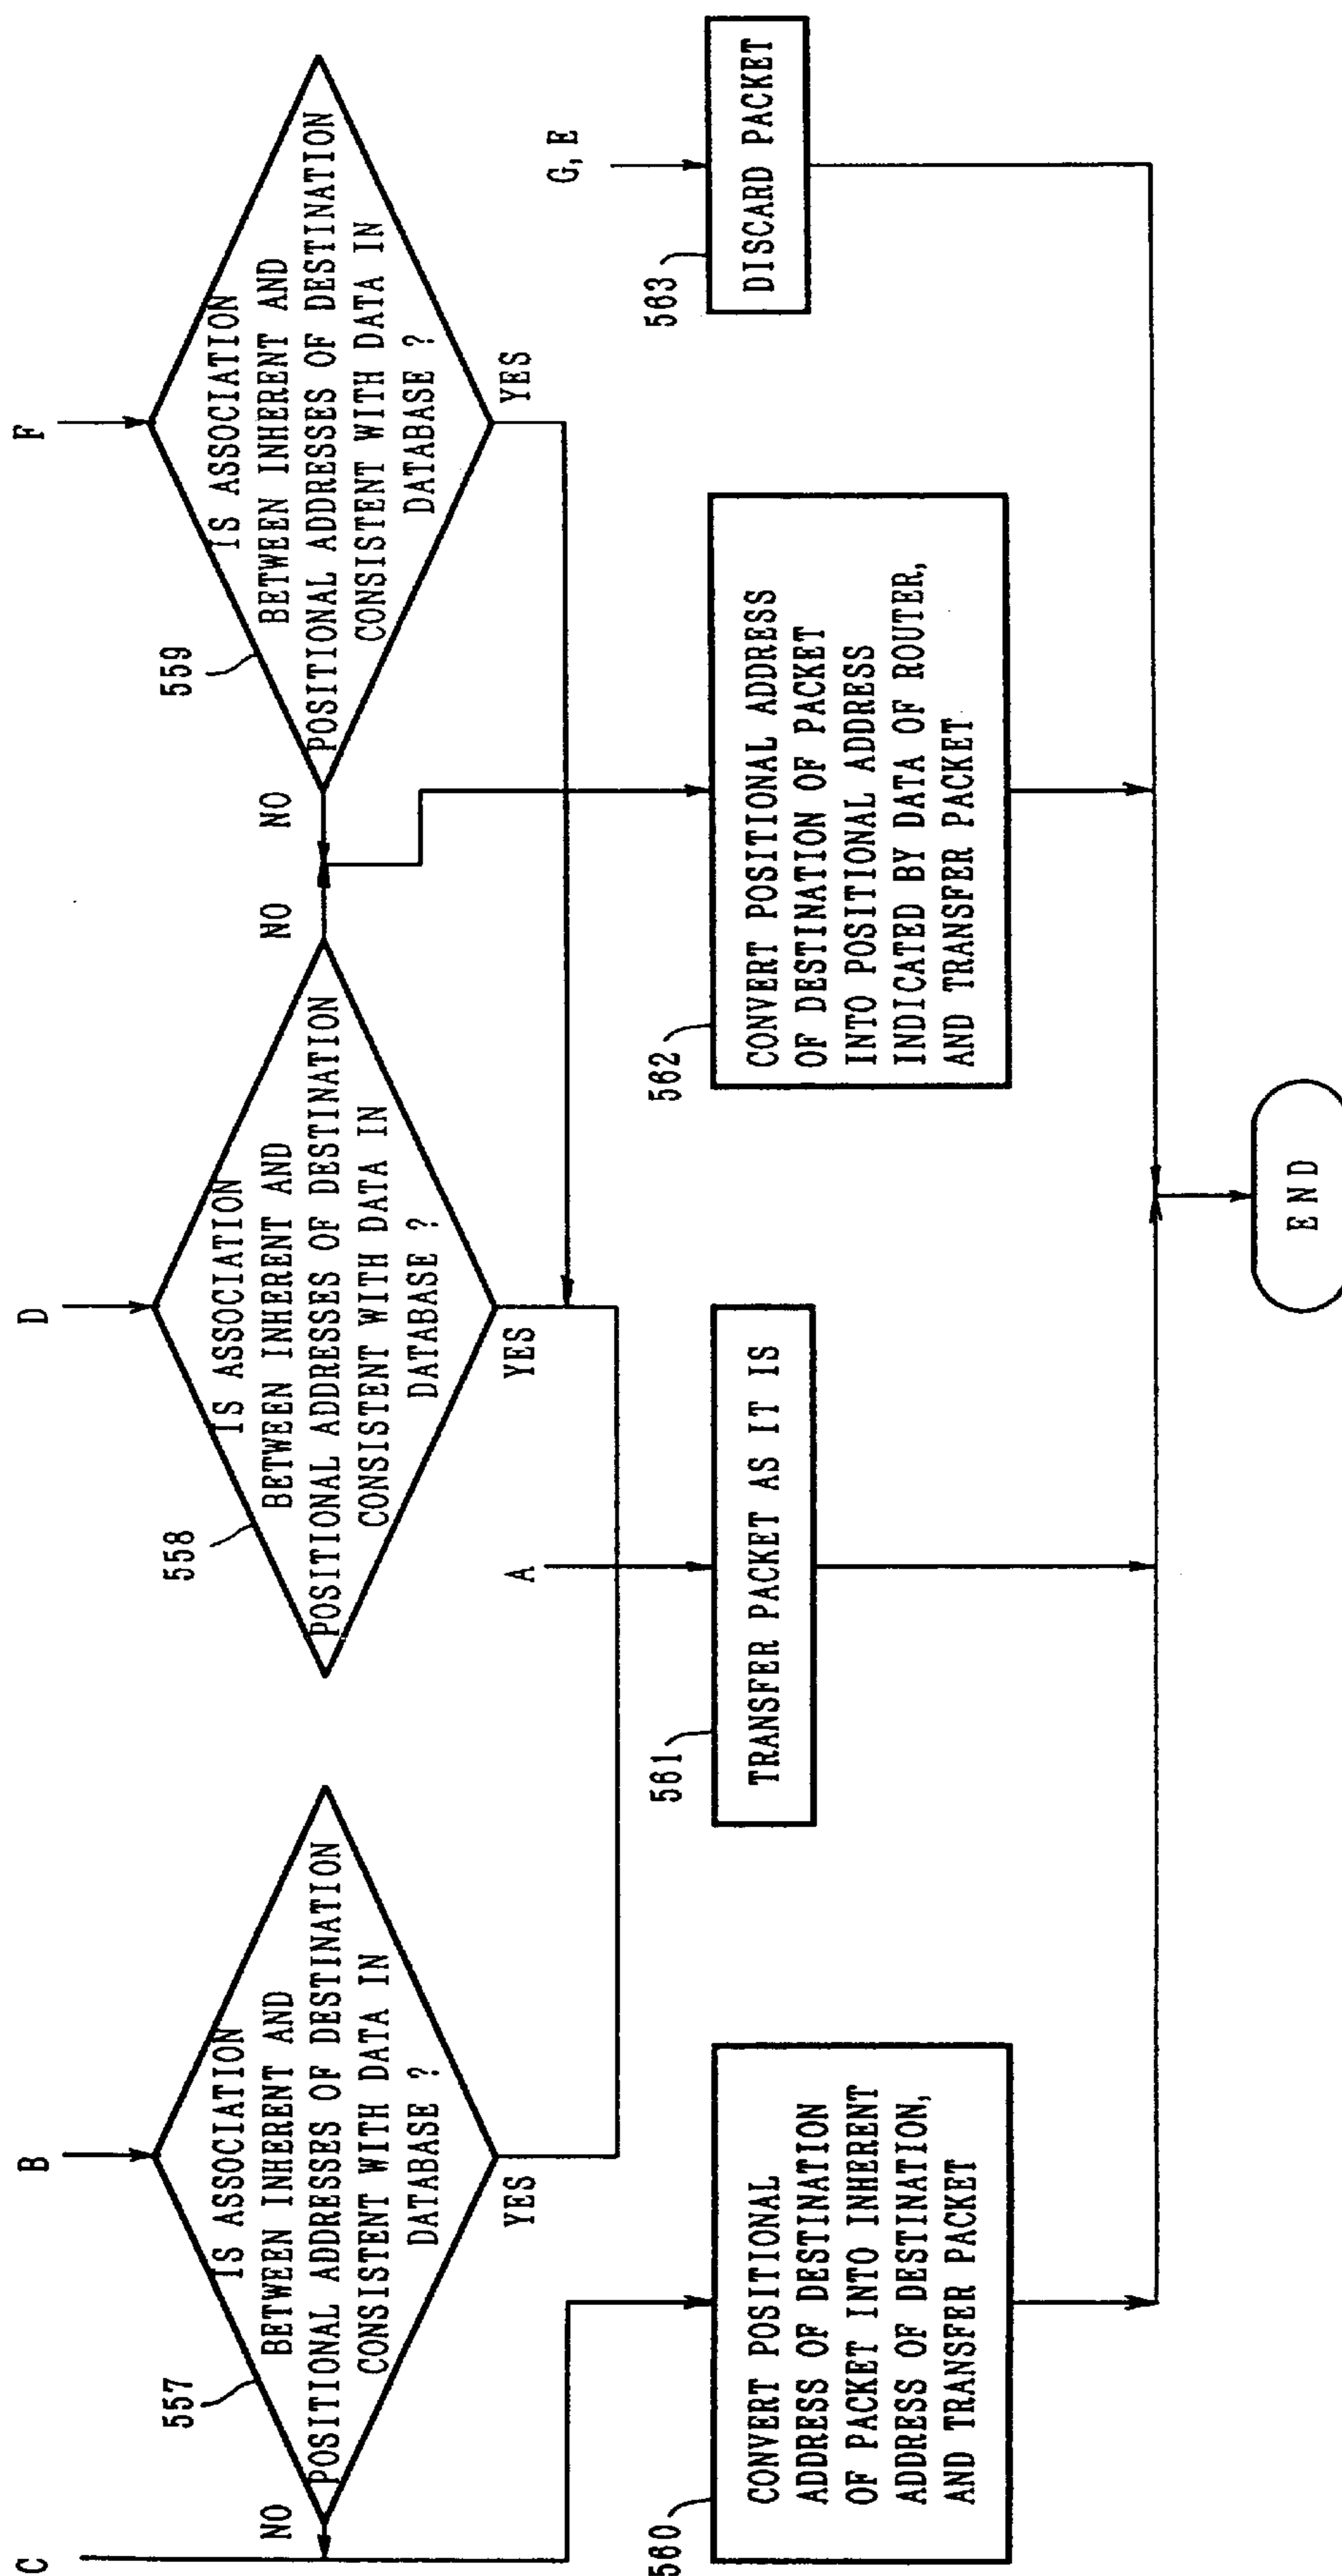 C
B
D
F
557
IS ASSOCIATION
BETWEEN INHERENT AND
POSITIONAL ADDRESSES OF DESTINATION
CONSISTENT WITH DATA IN
DATABASE ?
NO
YES
558
IS ASSOCIATION
BETWEEN INHERENT AND
POSITIONAL ADDRESSES OF DESTINATION
CONSISTENT WITH DATA IN
DATABASE ?
NO
YES
559
IS ASSOCIATION
BETWEEN INHERENT AND
POSITIONAL ADDRESSES OF DESTINATION
CONSISTENT WITH DATA IN
DATABASE ?
NO
YES
560
CONVERT POSITIONAL
ADDRESS OF DESTINATION
OF PACKET INTO INHERENT
ADDRESS OF DESTINATION,
AND TRANSFER PACKET
A
561
TRANSFER PACKET AS IT IS
562
CONVERT POSITIONAL ADDRESS
OF DESTINATION OF PACKET
INTO POSITIONAL ADDRESS
INDICATED BY DATA OF ROUTER,
AND TRANSFER PACKET
G, E
563
DISCARD PACKET
END